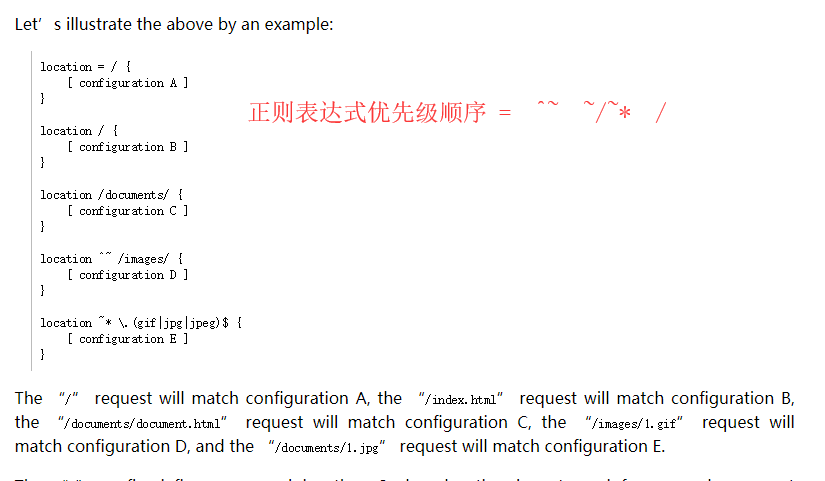 Let’s illustrate the above by an example:
location = / {
[ configuration A ]
}
正则表达式优先级顺序 = ^~ ~/~* /
location / {
[ configuration B ]
}
location /documents/ {
[ configuration C ]
}
location ^~ /images/ {
[ configuration D ]
}
location ~* \.(gif|jpg|jpeg)$ {
[ configuration E ]
}
The “/” request will match configuration A, the “/index.html” request will match configuration B,
the “/documents/document.html” request will match configuration C, the “/images/1.gif” request will
match configuration D, and the “/documents/1.jpg” request will match configuration E.